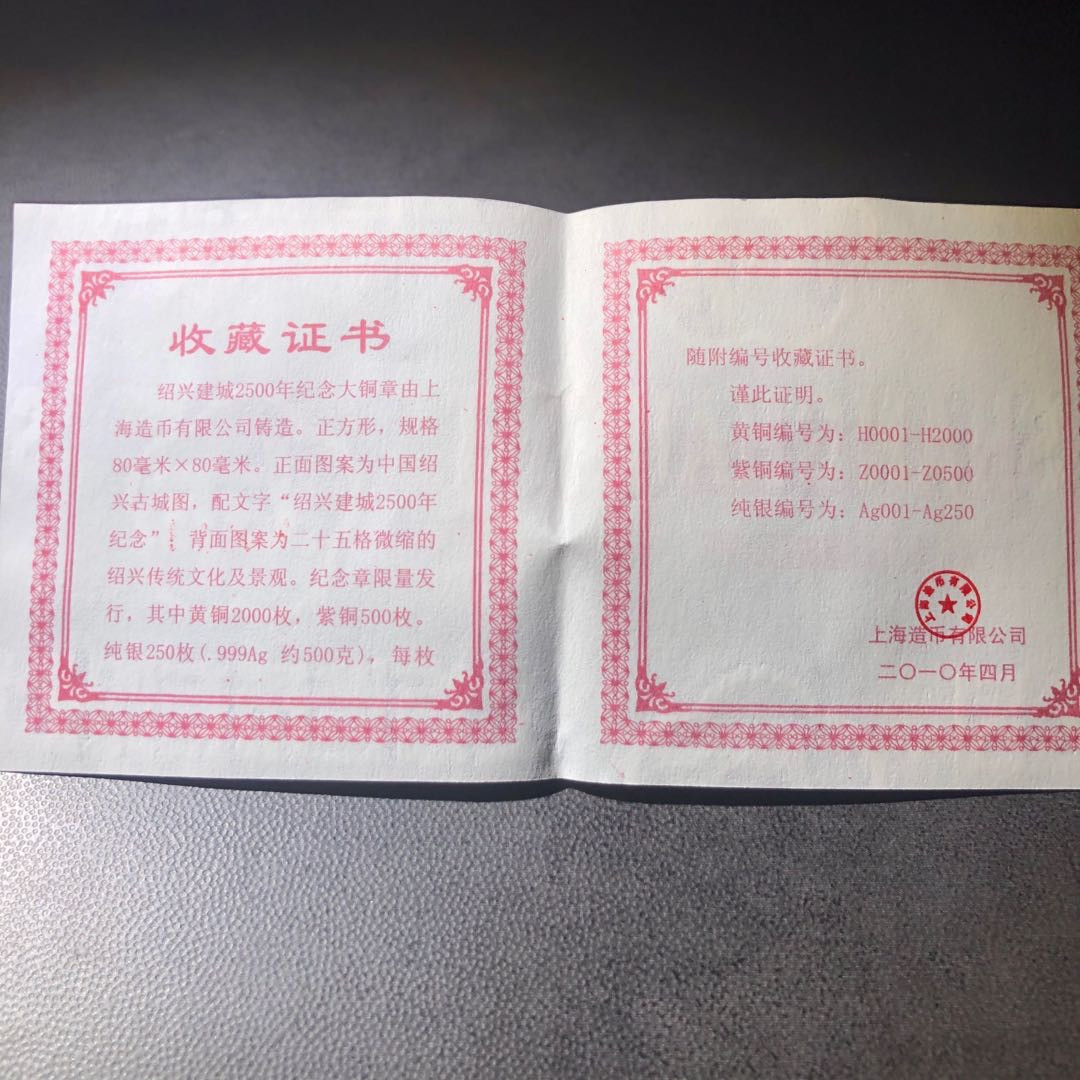 收藏证书
绍兴建城2500年纪念大铜章由上
海造币有限公司铸造。正方形，规格
80毫米×80毫米。正面图案为中国绍
兴古城图，配文字“绍兴建城2500年
纪念”；背面图案为二十五格微缩的
绍兴传统文化及景观。纪念章限量发
行，其中黄铜2000枚，紫铜500枚。
纯银250枚(.999Ag 约500克)，每枚
随附编号收藏证书。
谨此证明。
黄铜编号为：H0001-H2000
紫铜编号为：Z0001-Z0500
纯银编号为：Ag001-Ag250
上海造币有限公司
上海造币有限公司
二〇一〇年四月